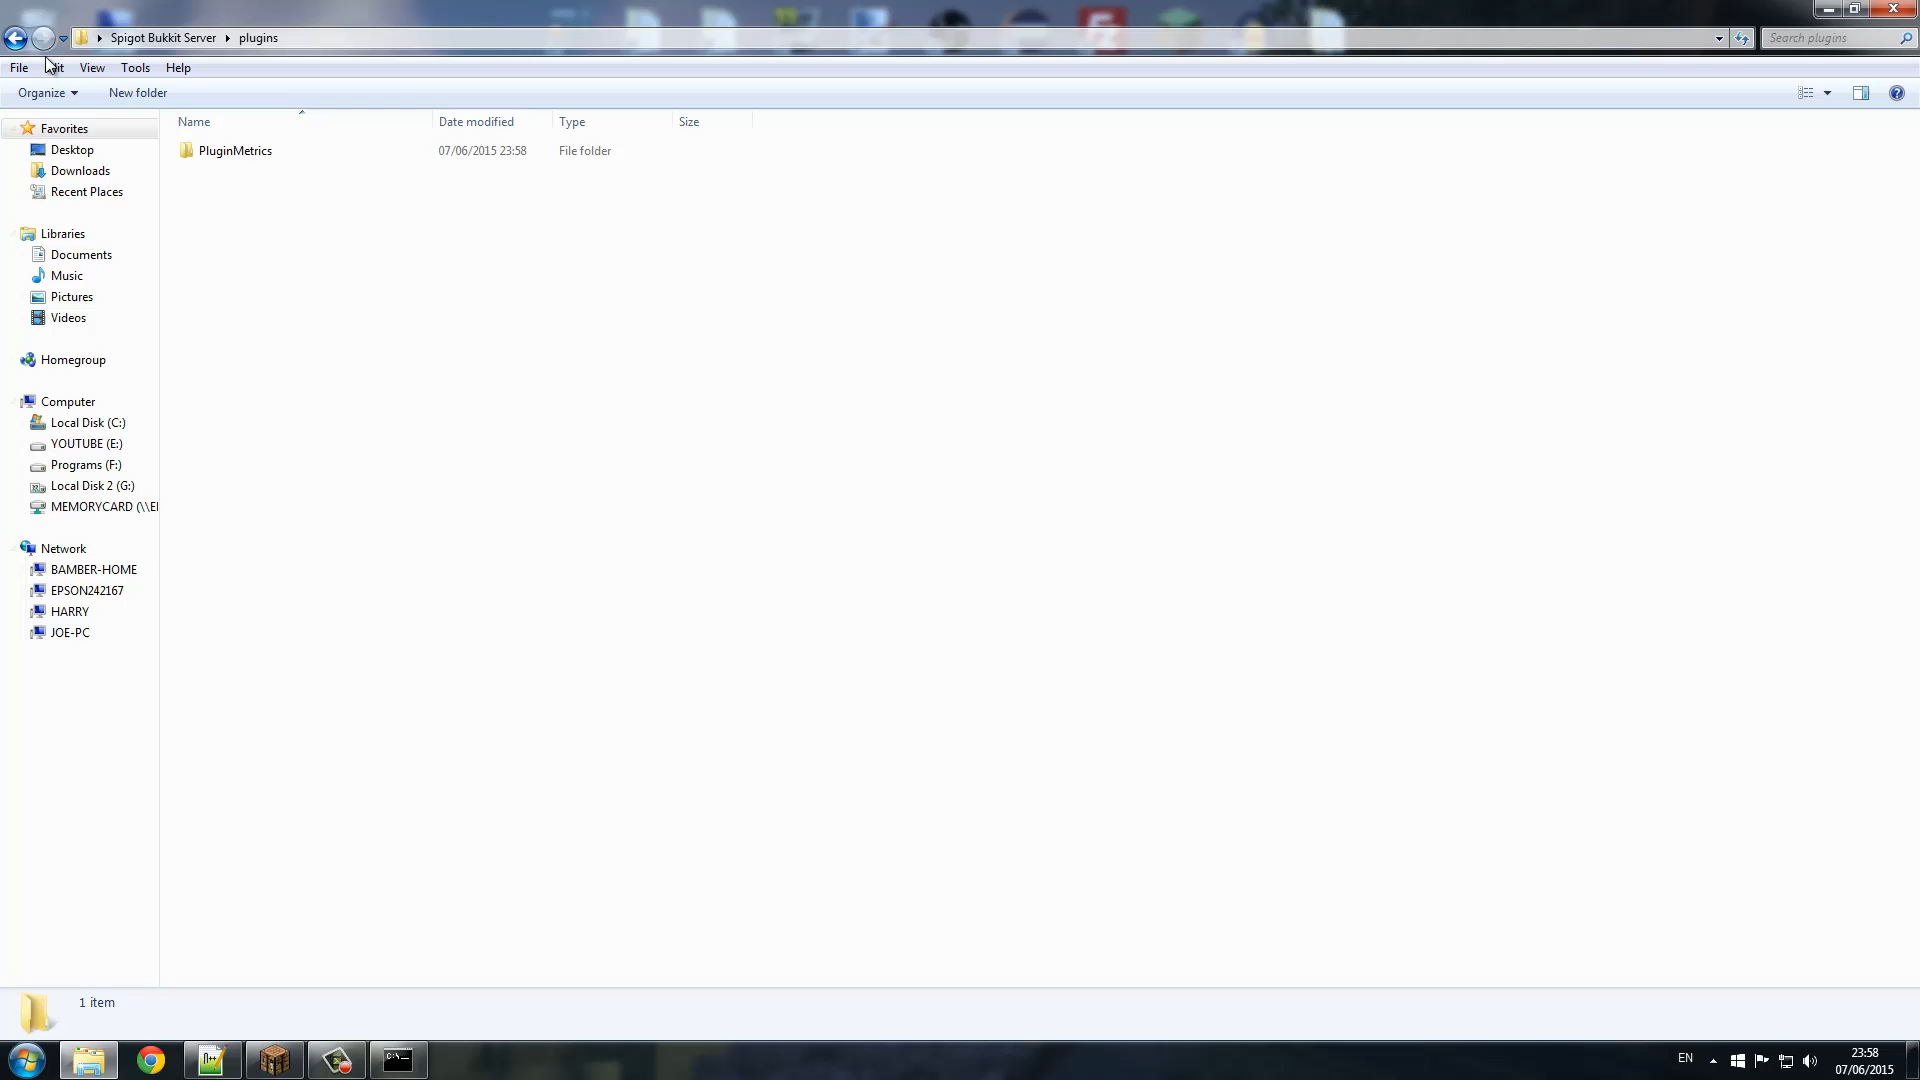 Spigot Bukkit Server plugins
Search plugins
File it View Tools Help
Organize New folder
Name Date modified Type Size
PluginMetrics 07/06/2015 23:58 File folder
Favorites
Desktop
Downloads
Recent Places
Libraries
Documents
Music
Pictures
Videos
Homegroup
Computer
Local Disk (C:)
YOUTUBE (E:)
Programs (F:)
Local Disk 2 (G:)
MEMORYCARD (\\E
Network
BAMBER-HOME
EPSON242167
HARRY
JOE-PC
1 item
C:\
EN
23:58
07/06/2015